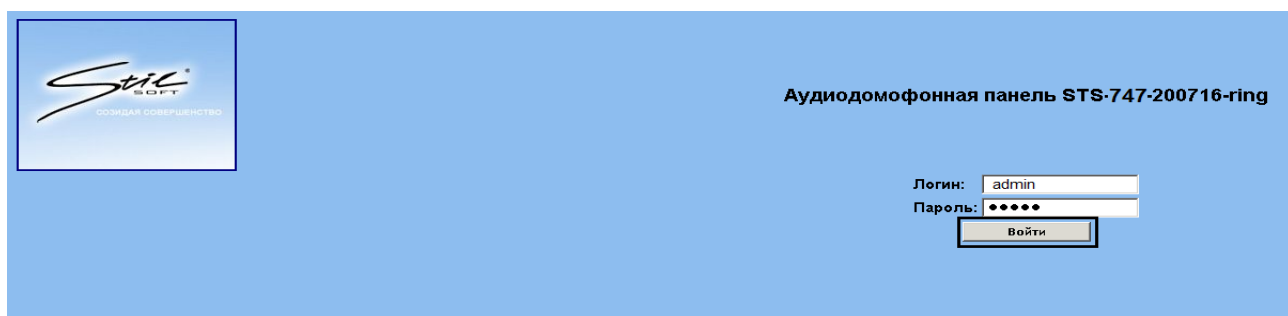 Stil
SOFT
СОЗИДАЯ СОВЕРШЕНСТВО
Аудиодомофонная панель STS-747-200716-ring
Логин: admin
Пароль: •••••
Войти